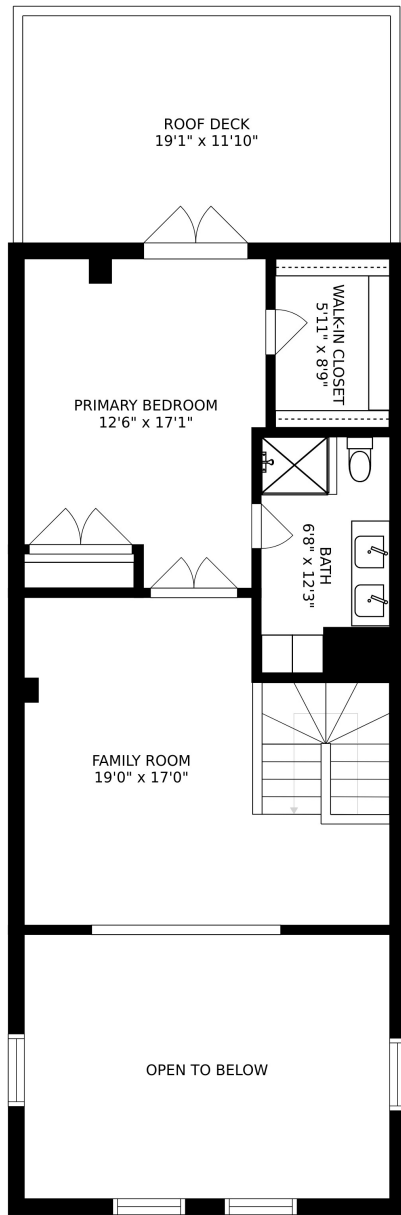 ROOF DECK
19'1" x 11'10"
WALK-IN CLOSET
5'11" x 8'9"
PRIMARY BEDROOM
12'6" x 17'1"
BATH
6'8" x 12'3"
FAMILY ROOM
19'0" x 17'0"
OPEN TO BELOW